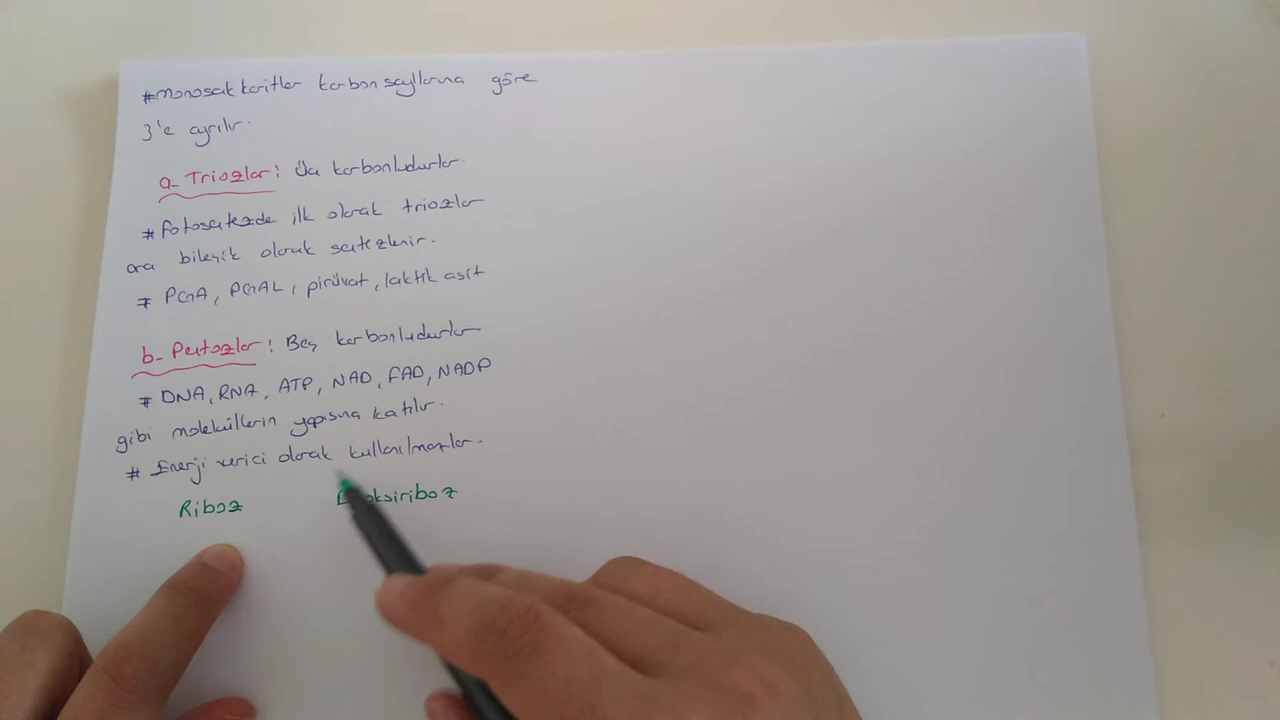 #monosakkaritler karbon sayılarına göre
3'e ayrılır.
a- Triozlar: Üç karbonludurlar.
# fotosentezde ilk olarak triozlar
ara bileşik olarak sentezlenir.
# PGA, PGAL, pirüvat, laktik asit
b- Pentozlar: Beş karbonludurlar
# DNA, RNA, ATP, NAD, FAD, NADP
gibi moleküllerin yapısına katılır.
# Enerji verici olarak kullanılmazlar.
Riboz Deoksiriboz